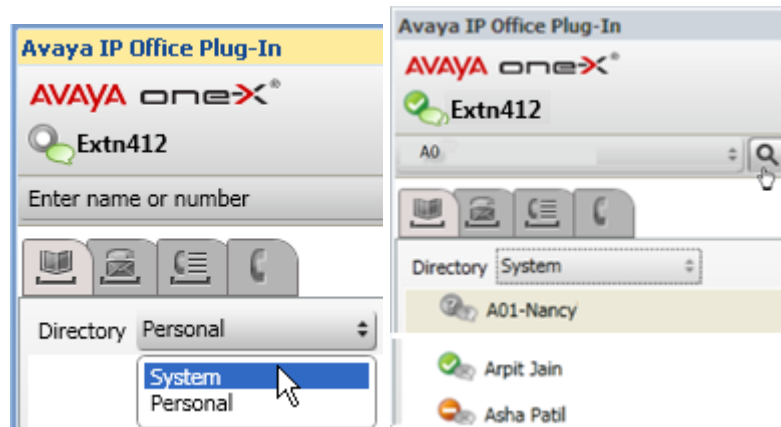 Avaya IP Office Plug-In
AVAYA one-X®
Extn412
Enter name or number
Directory Personal
System
Personal
Avaya IP Office Plug-In
AVAYA one-X®
Extn412
A0
Directory System
A01-Nancy
Arpit Jain
Asha Patil